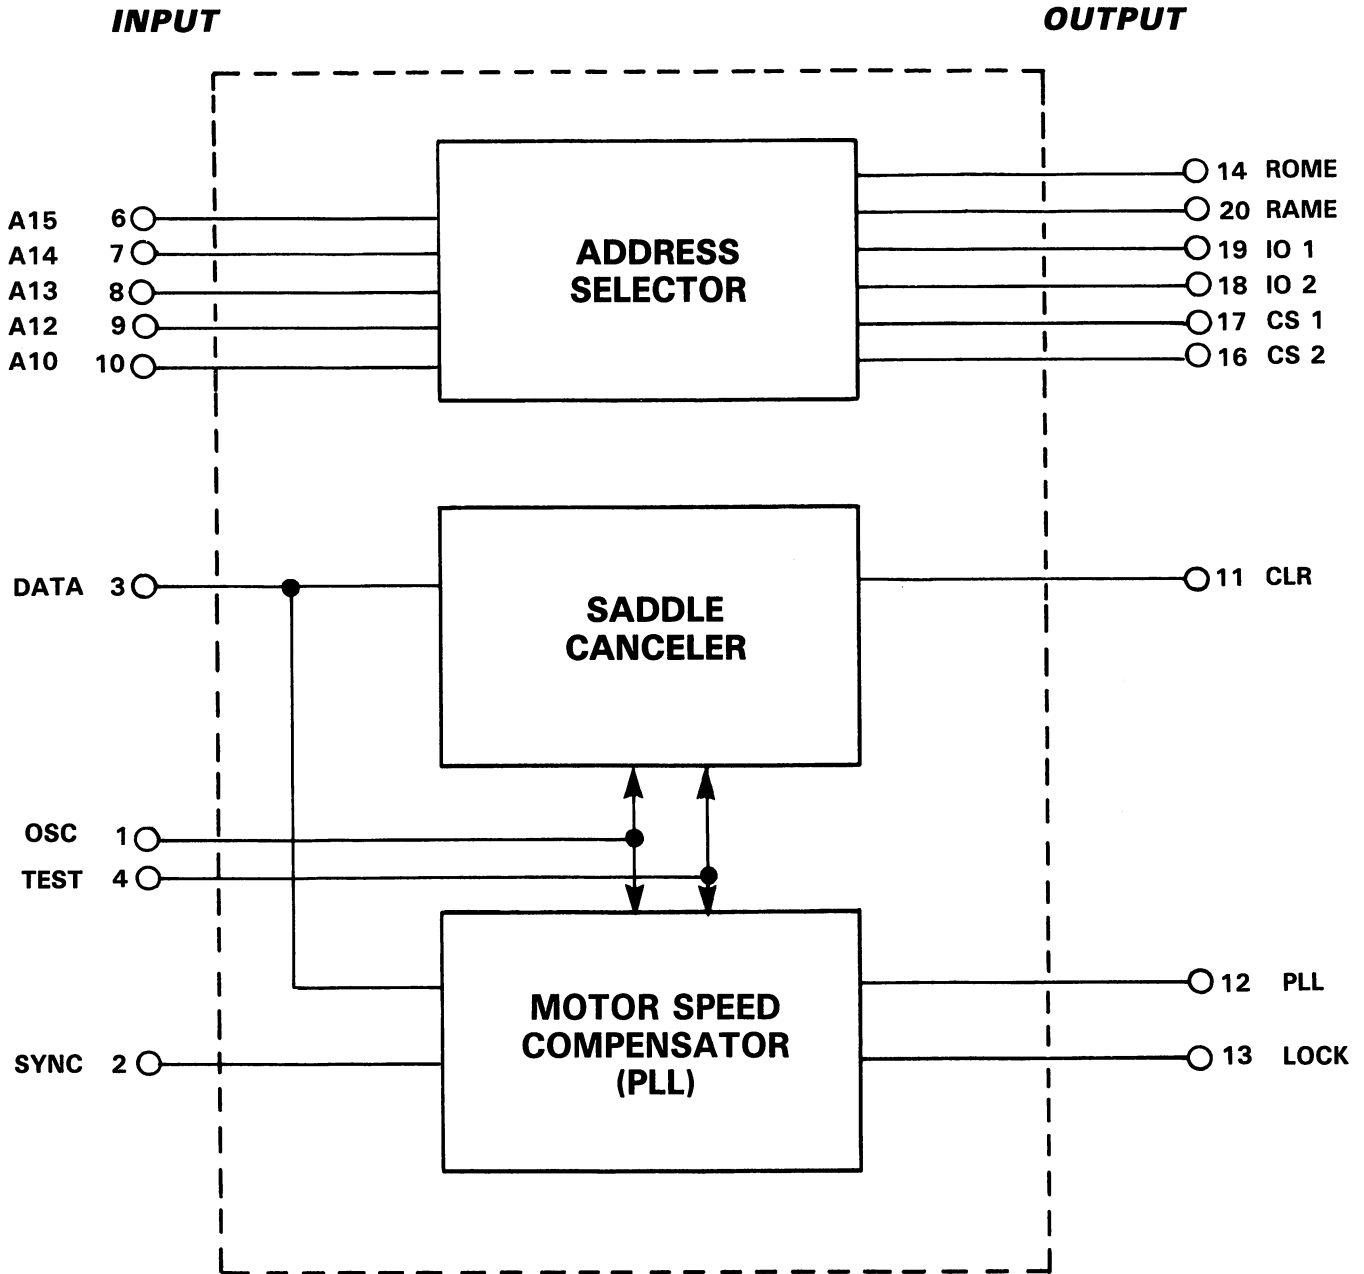 INPUT
OUTPUT
A15 6
A14 7
A13 8
A12 9
A10 10
ADDRESS
SELECTOR
14 ROME
20 RAME
19 IO 1
18 IO 2
17 CS 1
16 CS 2
DATA 3
SADDLE
CANCELER
11 CLR
OSC 1
TEST 4
SYNC 2
MOTOR SPEED
COMPENSATOR
(PLL)
12 PLL
13 LOCK